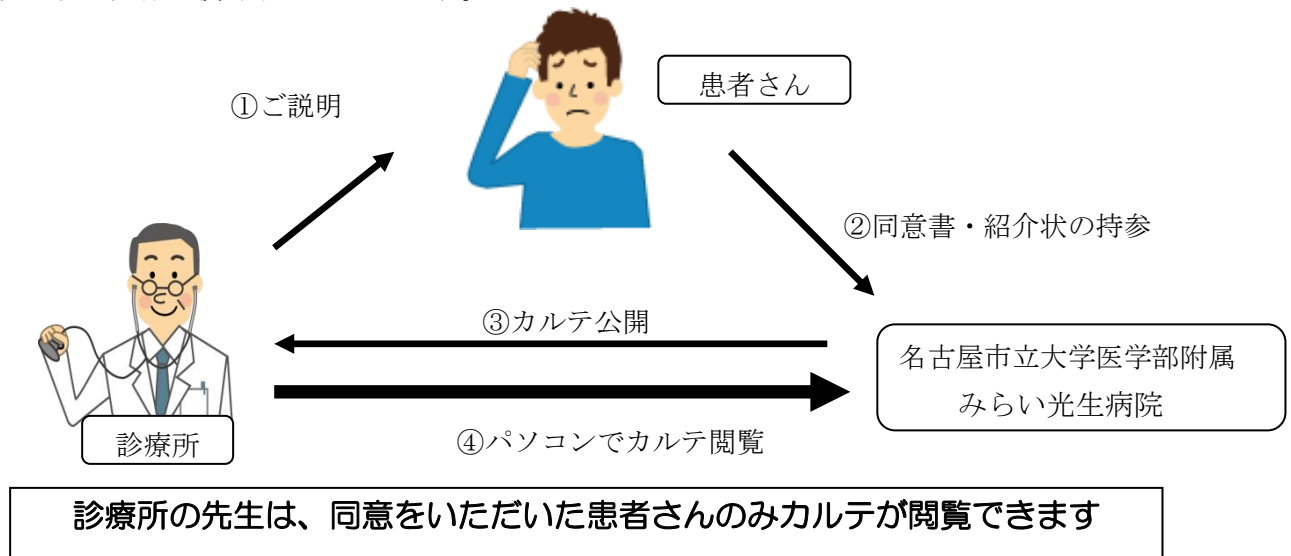 患者さん
①ご説明
②同意書・紹介状の持参
③カルテ公開
名古屋市立大学医学部附属
みらい光生病院
診療所
④パソコンでカルテ閲覧
診療所の先生は、同意をいただいた患者さんのみカルテが閲覧できます